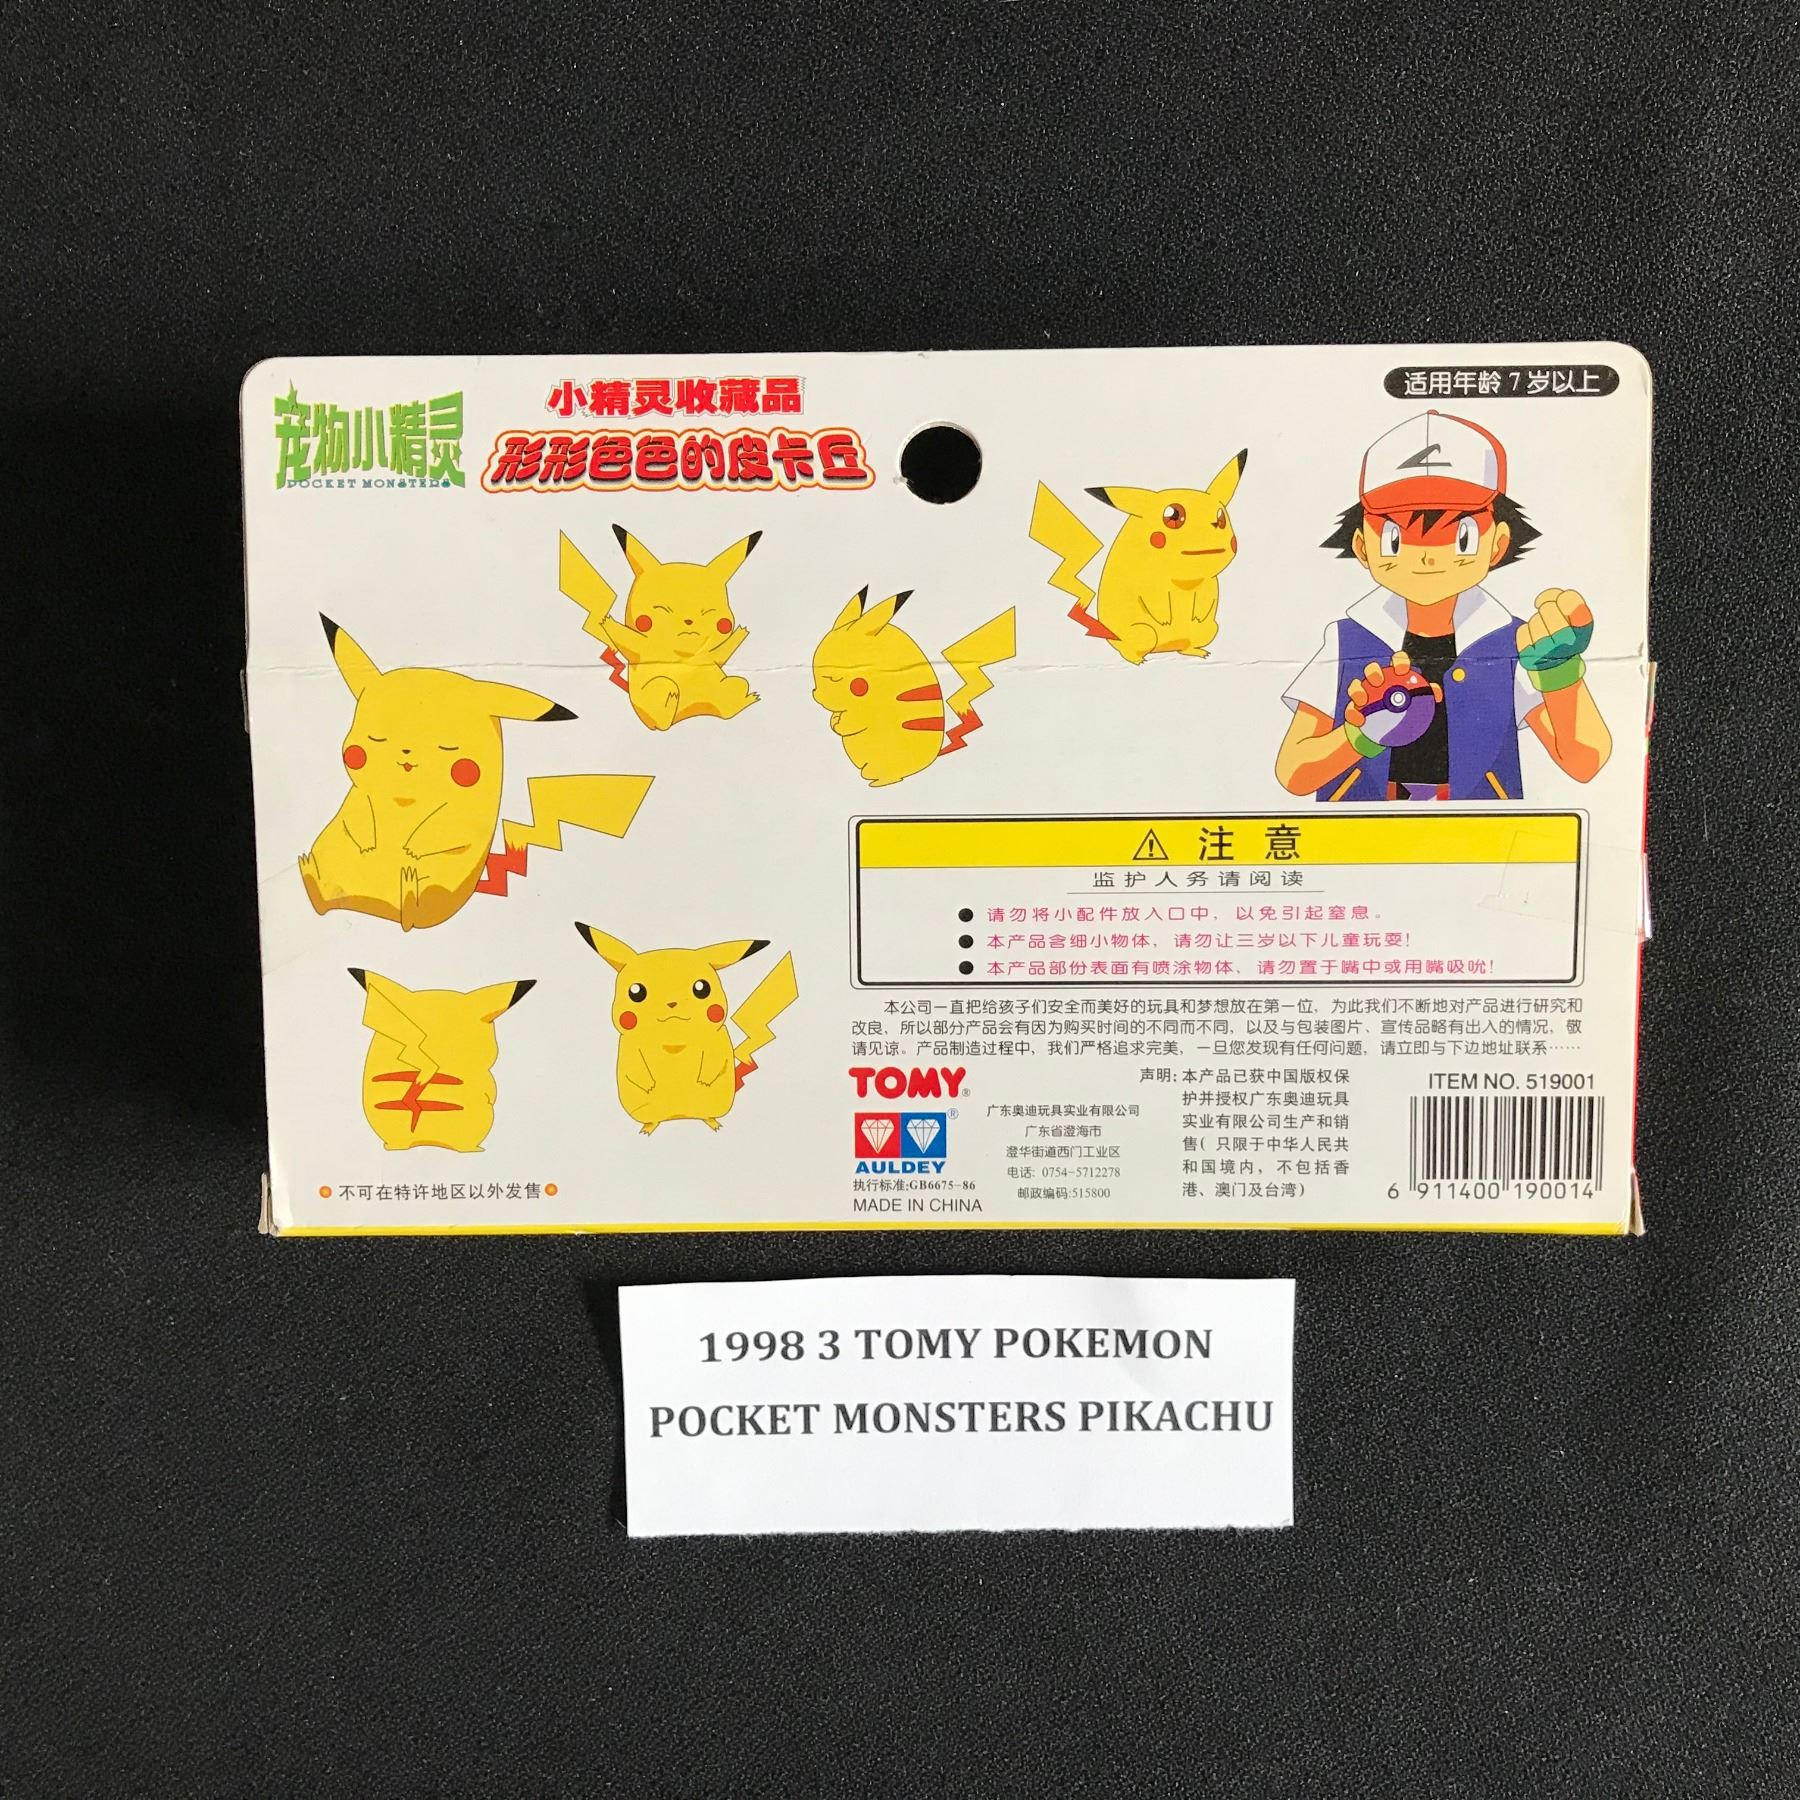 宠物小精灵
POCKET MONSTERS
小精灵收藏品
形形色色的皮卡丘
适用年龄 7 岁以上
注 意
监护人务请阅读
● 请勿将小配件放入口中，以免引起窒息。
● 本产品含细小物体，请勿让三岁以下儿童玩耍！
● 本产品部份表面有喷涂物体，请勿置于嘴中或用嘴吸吮！
本公司一直把给孩子们安全而美好的玩具和梦想放在第一位，为此我们不断地对产品进行研究和
改良，所以部分产品会有因为购买时间的不同而不同，以及与包装图片、宣传品略有出入的情况，敬
请见谅。产品制造过程中，我们严格追求完美，一旦您发现有任何问题，请立即与下边地址联系……
TOMY®
®
AULDEY
执行标准:GB6675-86
MADE IN CHINA
广东奥迪玩具实业有限公司
广东省澄海市
澄华街道西门工业区
电话: 0754-5712278
邮政编码:515800
声明: 本产品已获中国版权保
护并授权广东奥迪玩具
实业有限公司生产和销
售( 只限于中华人民共
和国境内，不包括香
港、澳门及台湾)
ITEM NO. 519001
6 911400 190014
不可在特许地区以外发售
1998 3 TOMY POKEMON
POCKET MONSTERS PIKACHU